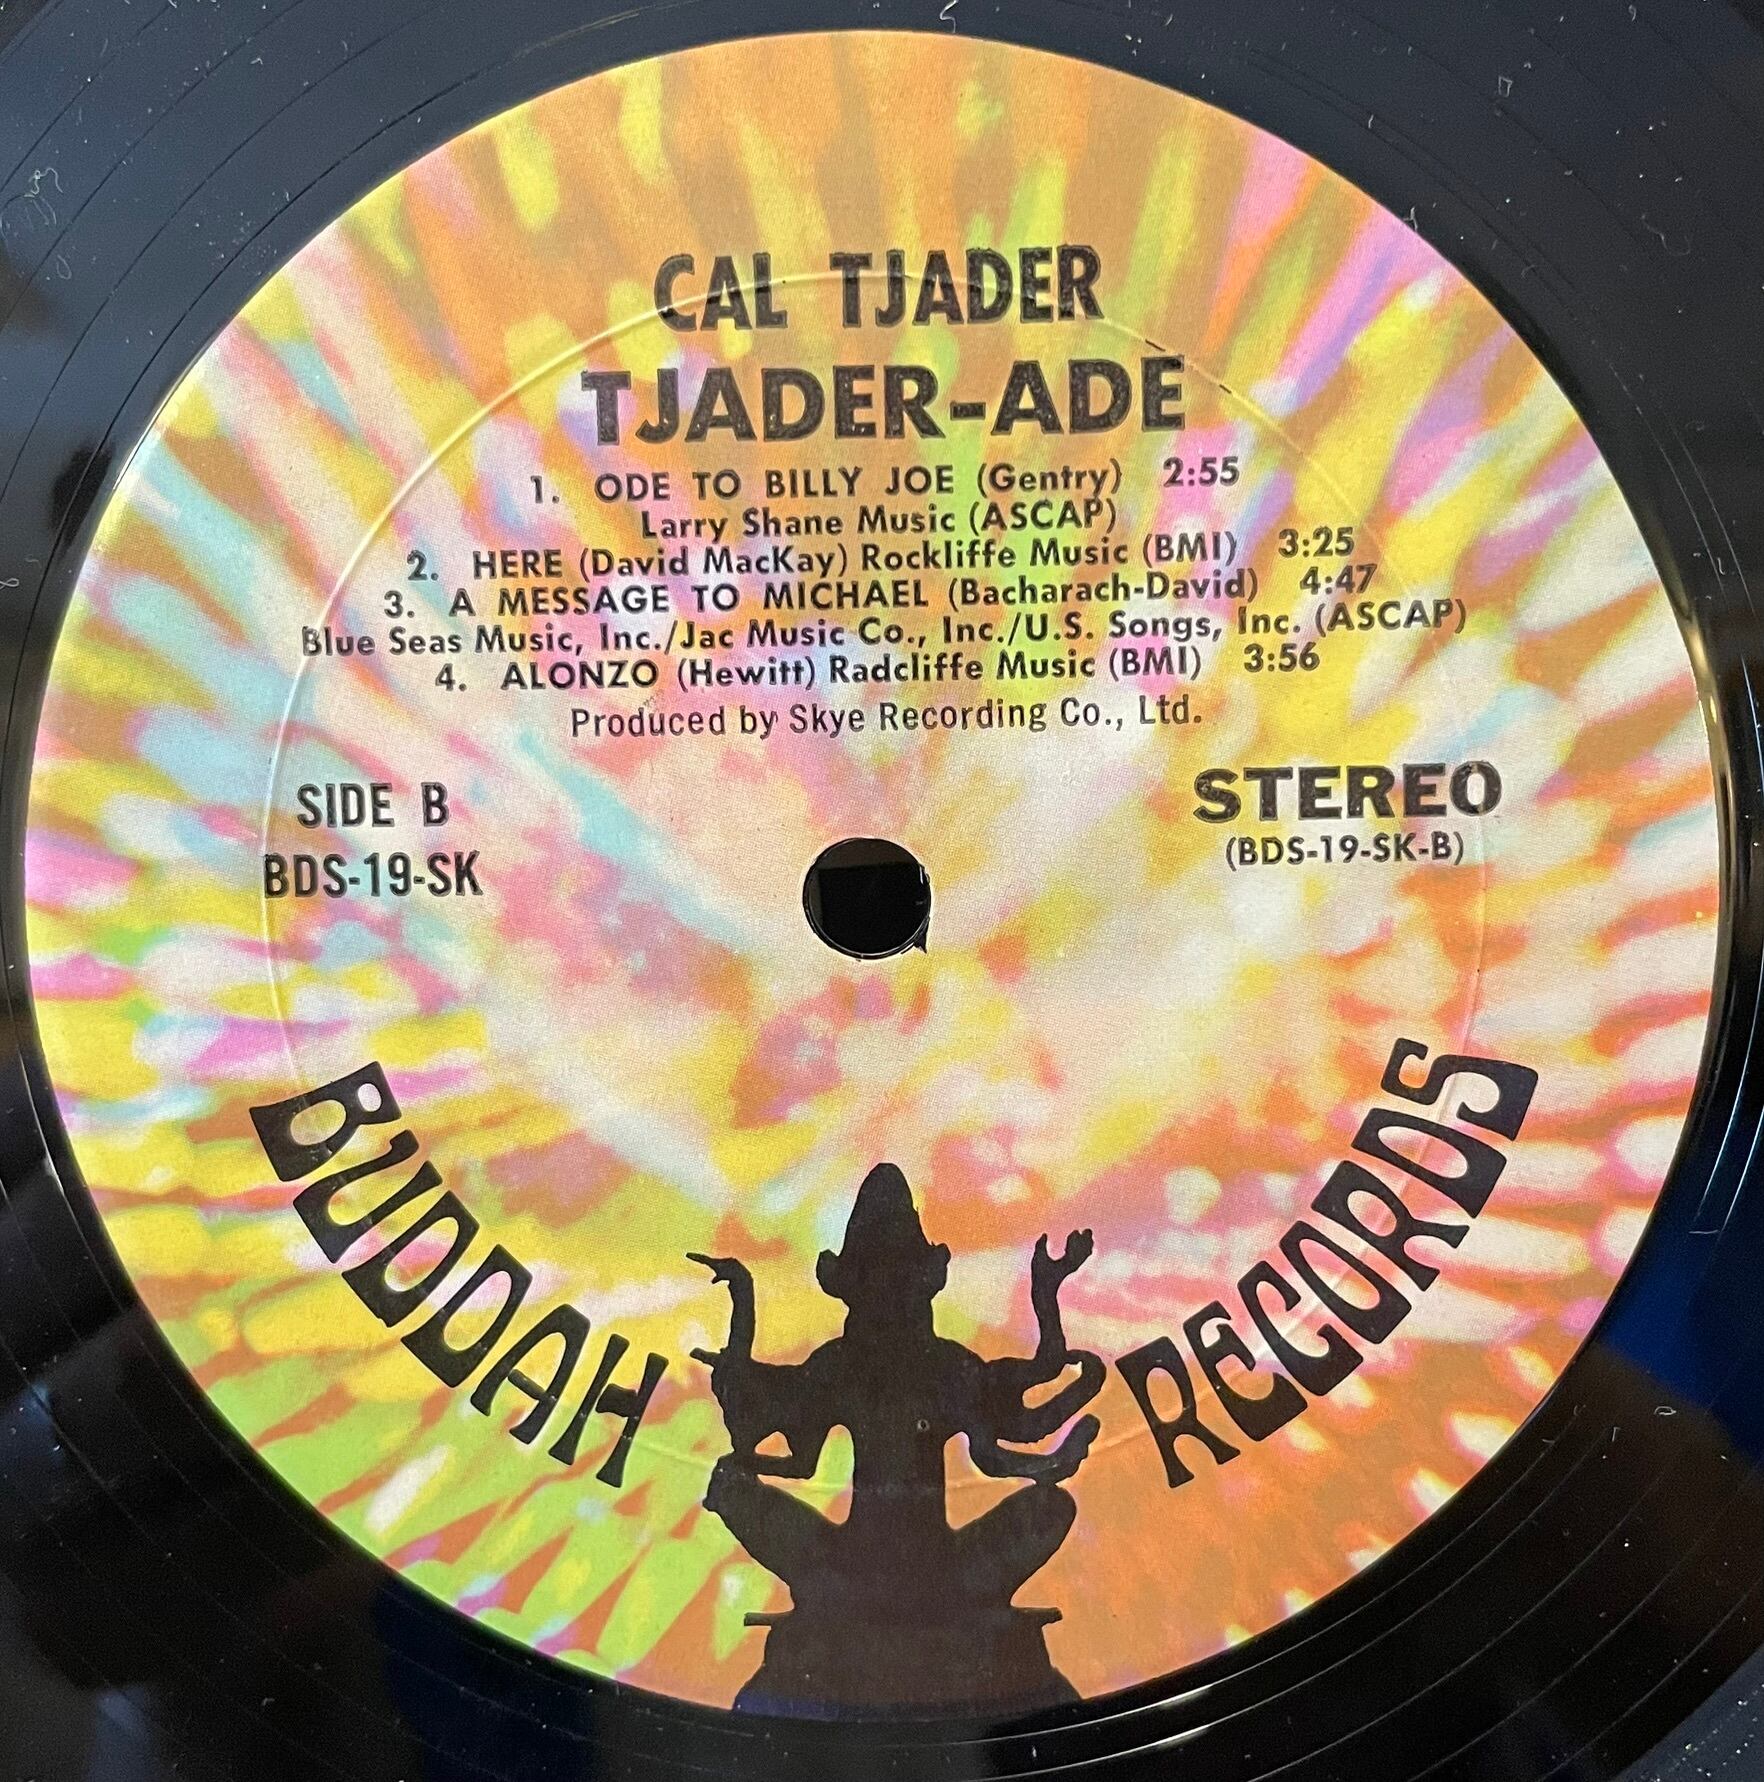 CAL TJADER
TJADER-ADE
1. ODE TO BILLY JOE (Gentry) 2:55
Larry Shane Music (ASCAP)
2. HERE (David MacKay) Rockliffe Music (BMI) 3:25
3. A MESSAGE TO MICHAEL (Bacharach-David) 4:47
Blue Seas Music, Inc./Jac Music Co., Inc./U.S. Songs, Inc. (ASCAP)
4. ALONZO (Hewitt) Radcliffe Music (BMI) 3:56
Produced by Skye Recording Co., Ltd.
SIDE B
BDS-19-SK
STEREO
(BDS-19-SK-B)
BUDDAH RECORDS